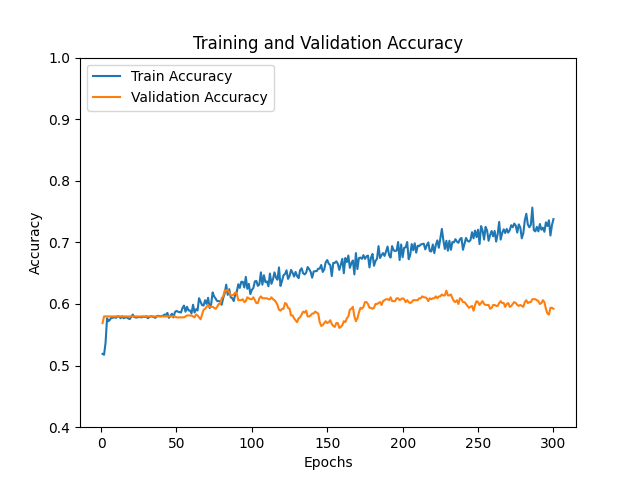 Training and Validation Accuracy
Train Accuracy
Validation Accuracy
1.0
0.9
0.8
0.7
0.6
0.5
0.4
Accuracy
0 50 100 150 200 250 300
Epochs